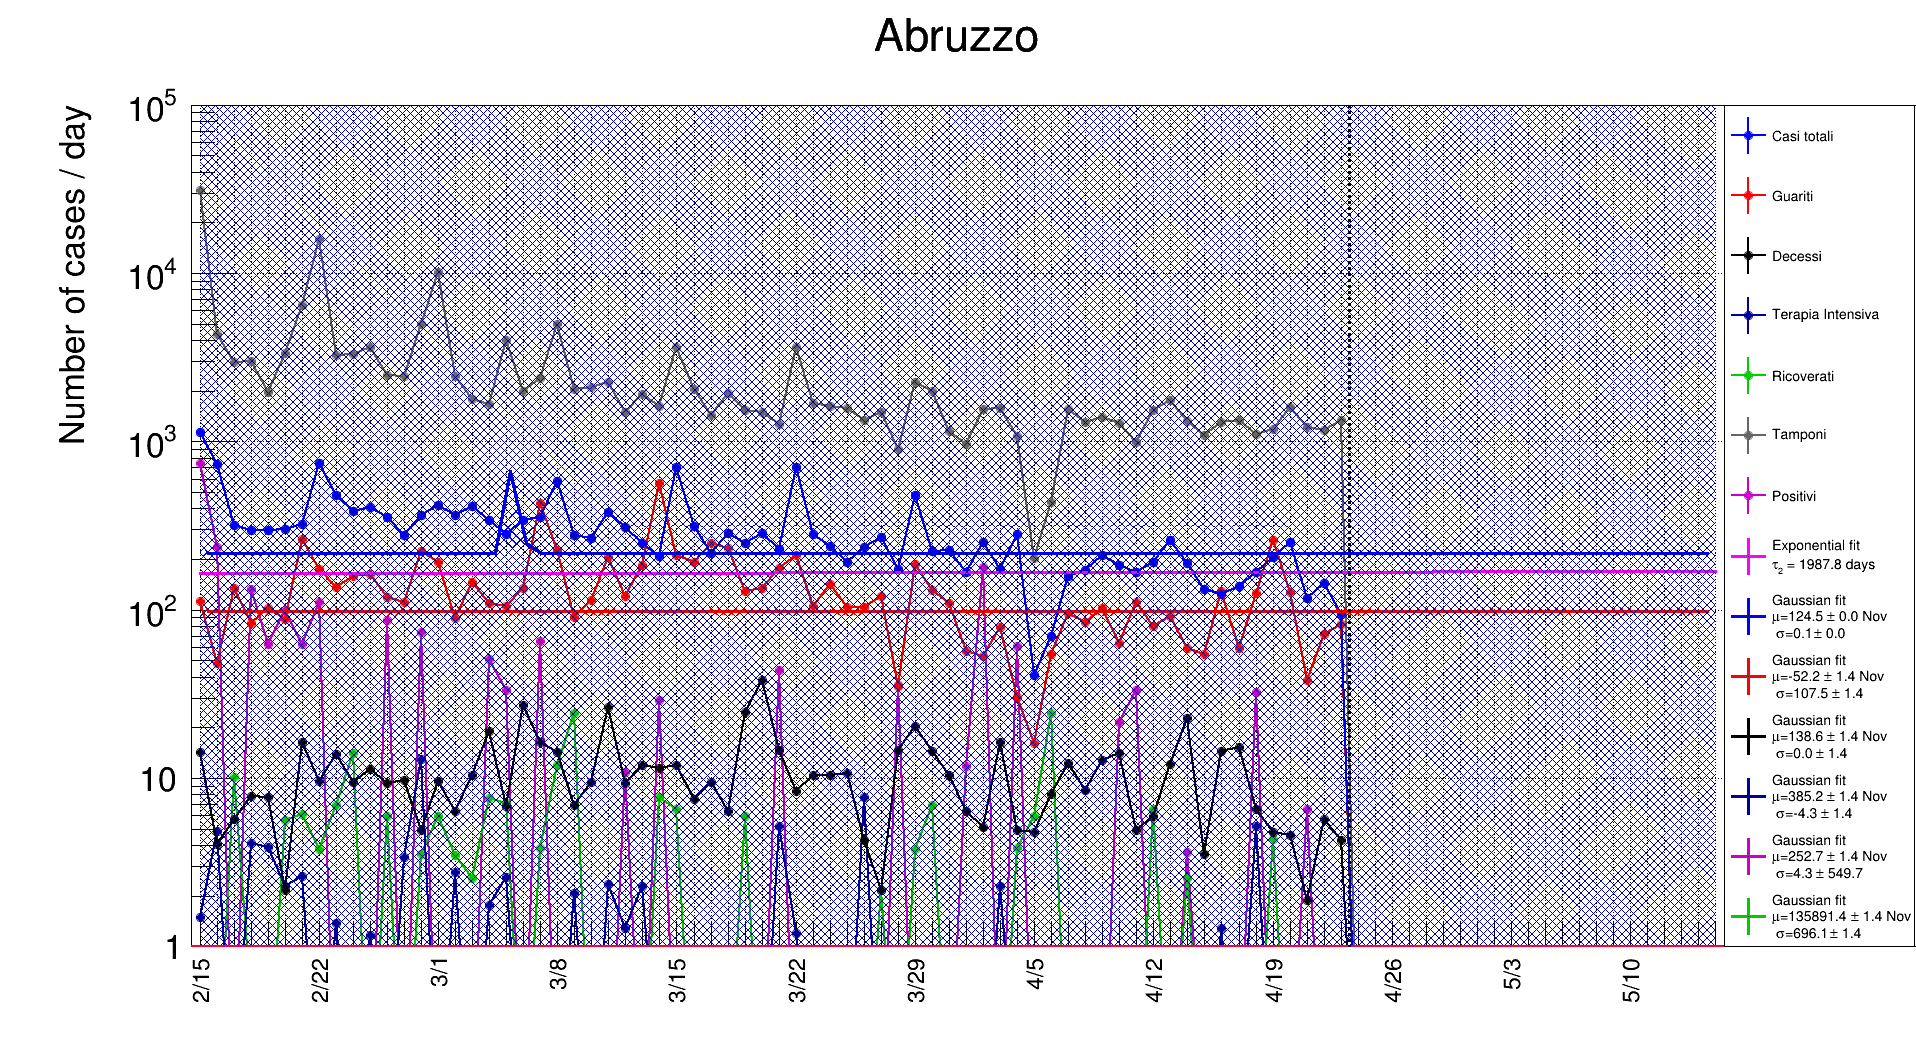 Abruzzo
Number of cases / day
10^5
10^4
10^3
10^2
10
1
2/15
2/22
3/1
3/8
3/15
3/22
3/29
4/5
4/12
4/19
4/26
5/3
5/10
Casi totali
Guariti
Decessi
Terapia Intensiva
Ricoverati
Tamponi
Positivi
Exponential fit
τ₂ = 1987.8 days
Gaussian fit
μ=124.5 ± 0.0 Nov
σ=0.1 ± 0.0
Gaussian fit
μ=-52.2 ± 1.4 Nov
σ=107.5 ± 1.4
Gaussian fit
μ=138.6 ± 1.4 Nov
σ=0.0 ± 1.4
Gaussian fit
μ=385.2 ± 1.4 Nov
σ=-4.3 ± 1.4
Gaussian fit
μ=252.7 ± 1.4 Nov
σ=4.3 ± 549.7
Gaussian fit
μ=135891.4 ± 1.4 Nov
σ=696.1 ± 1.4